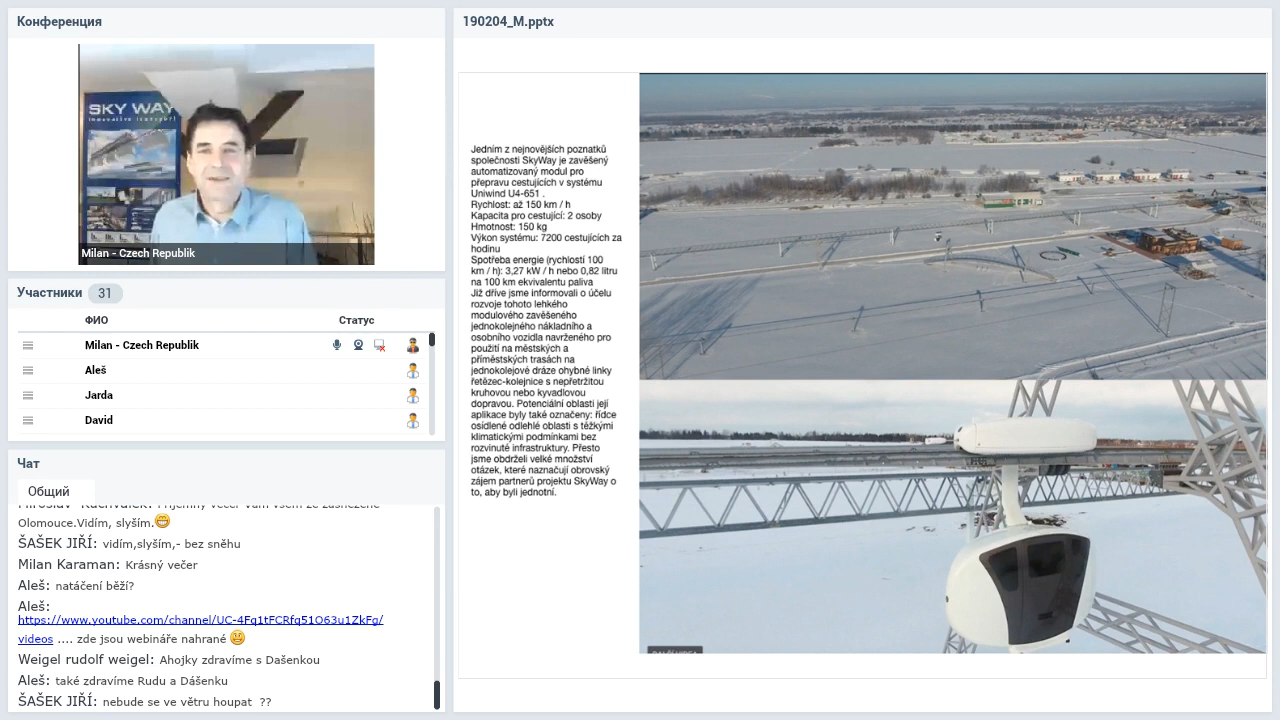 Конференция
SKY WAY
innovative transport
Milan - Czech Republik
Участники 31
ФИО Статус
Milan - Czech Republik
Aleš
Jarda
David
Чат
Общий
Olomouce.Vidím, slyším.
ŠAŠEK JIŘÍ: vidím,slyším,- bez sněhu
Milan Karaman: Krásný večer
Aleš: natáčení běží?
Aleš:
https://www.youtube.com/channel/UC-4Fq1tFCRfq51O63u1ZkFg/
videos .... zde jsou webináře nahrané
Weigel rudolf weigel: Ahojky zdravíme s Dašenkou
Aleš: také zdravíme Rudu a Dášenku
ŠAŠEK JIŘÍ: nebude se ve větru houpat ??
190204_M.pptx
Jedním z nejnovějších poznatků
společnosti SkyWay je zavěšený
automatizovaný modul pro
přepravu cestujících v systému
Uniwind U4-651 .
Rychlost: až 150 km / h
Kapacita pro cestující: 2 osoby
Hmotnost: 150 kg
Výkon systému: 7200 cestujících za
hodinu
Spotřeba energie (rychlostí 100
km / h): 3,27 kW / h nebo 0,82 litru
na 100 km ekvivalentu paliva
Již dříve jsme informovali o účelu
rozvoje tohoto lehkého
modulového zavěšeného
jednokolejného nákladního a
osobního vozidla navrženého pro
použití na městských a
příměstských trasách na
jednokolejové dráze ohybné linky
řetězec-kolejnice s nepřetržitou
kruhovou nebo kyvadlovou
dopravou. Potenciální oblasti její
aplikace byly také označeny: řídce
osídlené odlehlé oblasti s těžkými
klimatickými podmínkami bez
rozvinuté infrastruktury. Přesto
jsme obdrželi velké množství
otázek, které naznačují obrovský
zájem partnerů projektu SkyWay o
to, aby byli jednotní.